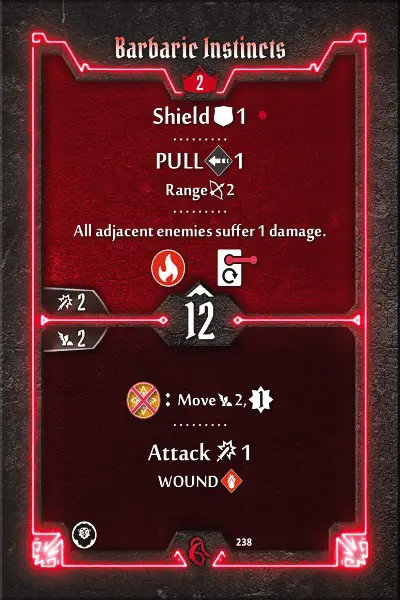 Barbaric Instincts
2
Shield 1
PULL 1
Range 2
All adjacent enemies suffer 1 damage.
2
12
2
: Move 2, 1
Attack 1
WOUND
238